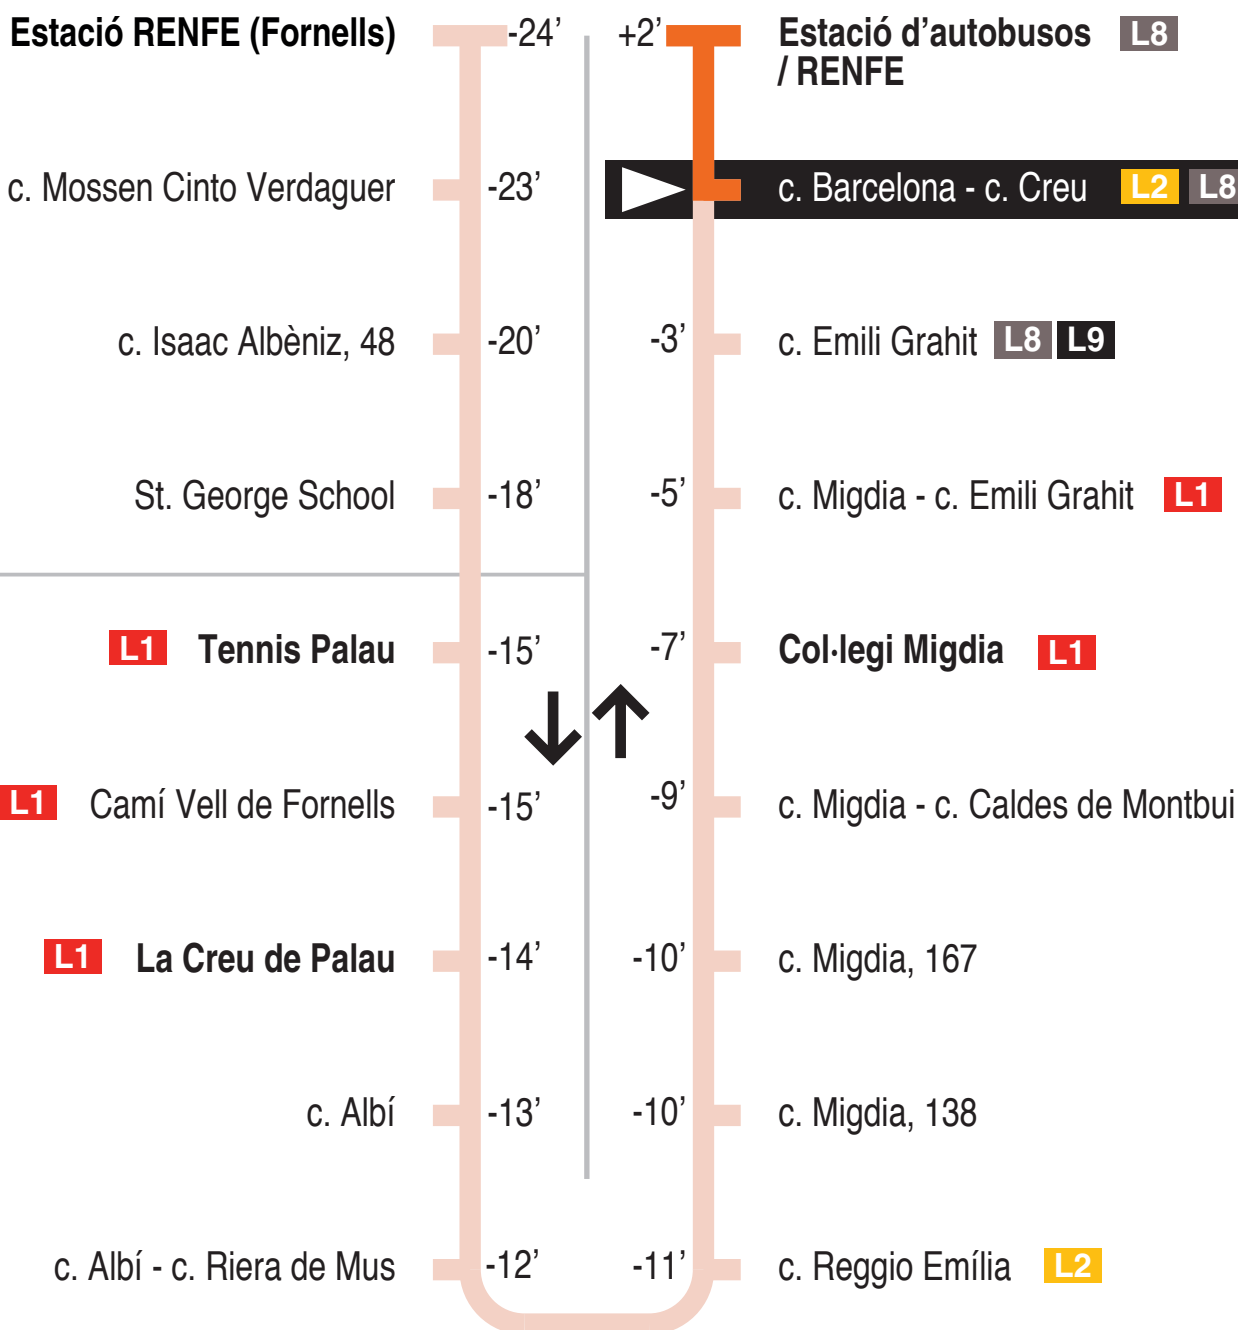 Estació RENFE (Fornells) -24’
c. Mossen Cinto Verdaguer -23’
c. Isaac Albèniz, 48 -20’
St. George School -18’
L1 Tennis Palau -15’
L1 Camí Vell de Fornells -15’
L1 La Creu de Palau -14’
c. Albí -13’
c. Albí - c. Riera de Mus -12’
+2’ Estació d’autobusos L8
/ RENFE
c. Barcelona - c. Creu L2 L8
-3’ c. Emili Grahit L8 L9
-5’ c. Migdia - c. Emili Grahit L1
-7’ Col·legi Migdia L1
-9’ c. Migdia - c. Caldes de Montbui
-10’ c. Migdia, 167
-10’ c. Migdia, 138
-11’ c. Reggio Emília L2